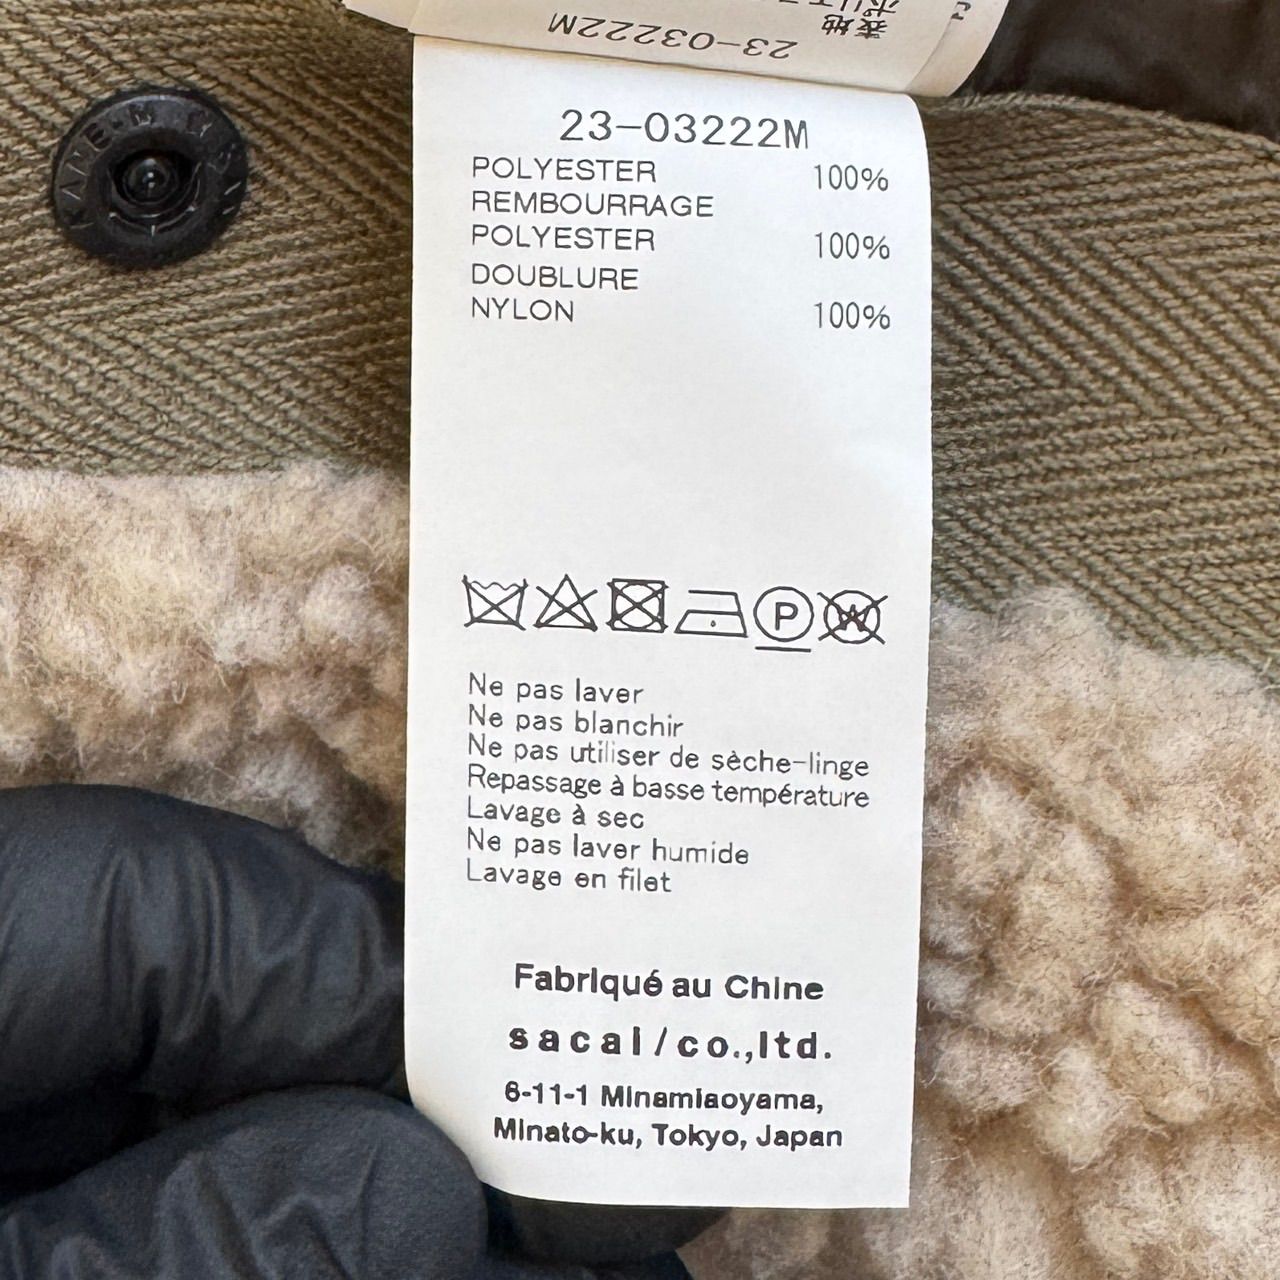 表地
23-03222M
23-03222M
POLYESTER 100%
REMBOURRAGE
POLYESTER 100%
DOUBLURE
NYLON 100%
P
W
Ne pas laver
Ne pas blanchir
Ne pas utiliser de sèche-linge
Repassage à basse température
Lavage à sec
Ne pas laver humide
Lavage en filet
Fabriqué au Chine
sacai/co.,ltd.
6-11-1 Minamiaoyama,
Minato-ku, Tokyo, Japan